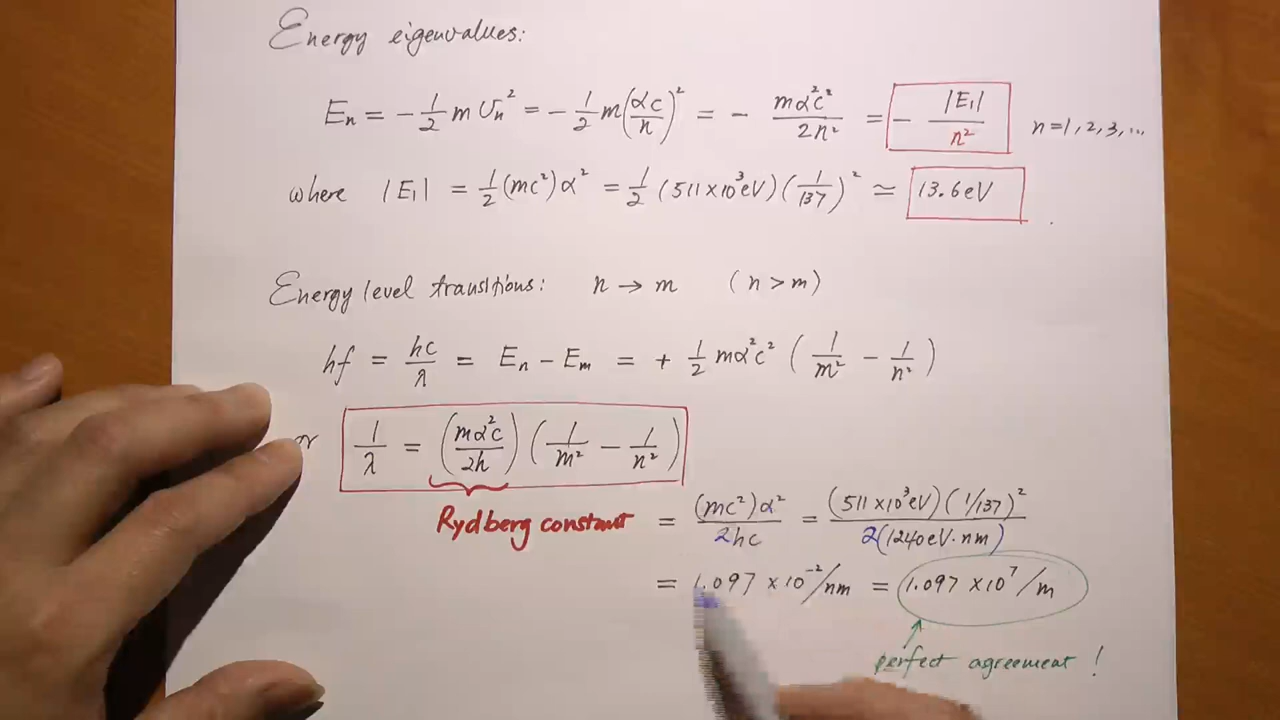 Energy eigenvalues:
Eₙ = -1/2 m υₙ² = -1/2 m(αc/n)² = - mα²c²/2n² = - |E₁|/n² n=1,2,3,...
where |E₁| = 1/2 (mc²)α² = 1/2 (511×10³eV)(1/137)² ≃ 13.6eV
Energy level transitions: n → m (n>m)
hf = hc/λ = Eₙ - Eₘ = + 1/2 mα²c² (1/m² - 1/n²)
or 1/λ = (mα²c/2h)(1/m² - 1/n²)
Rydberg constant = (mc²)α²/2hc = (511×10³eV)(1/137)²/2(1240eV·nm)
= 1.097 ×10⁻²/nm = 1.097 ×10⁷/m
perfect agreement!